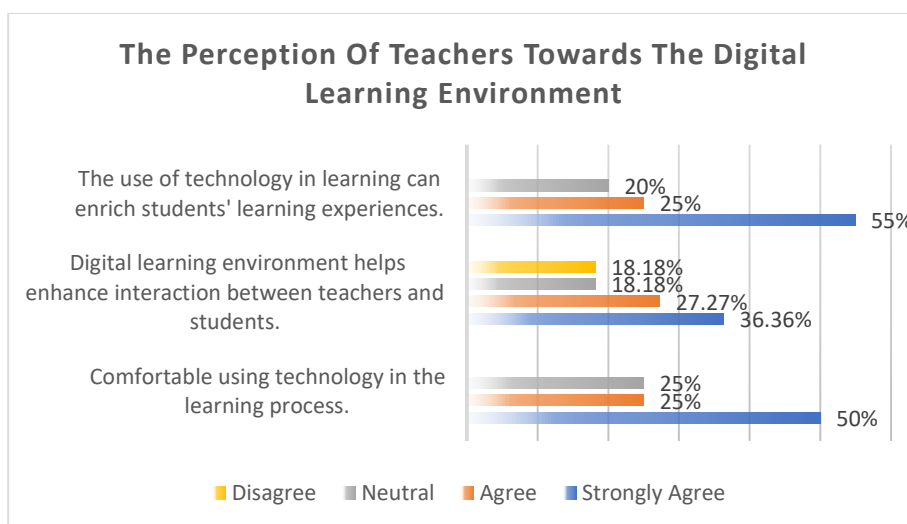 The Perception Of Teachers Towards The Digital
Learning Environment
The use of technology in learning can
enrich students' learning experiences.
20%
25%
55%
Digital learning environment helps
enhance interaction between teachers and
students.
18.18%
18.18%
27.27%
36.36%
Comfortable using technology in the
learning process.
25%
25%
50%
Disagree Neutral Agree Strongly Agree